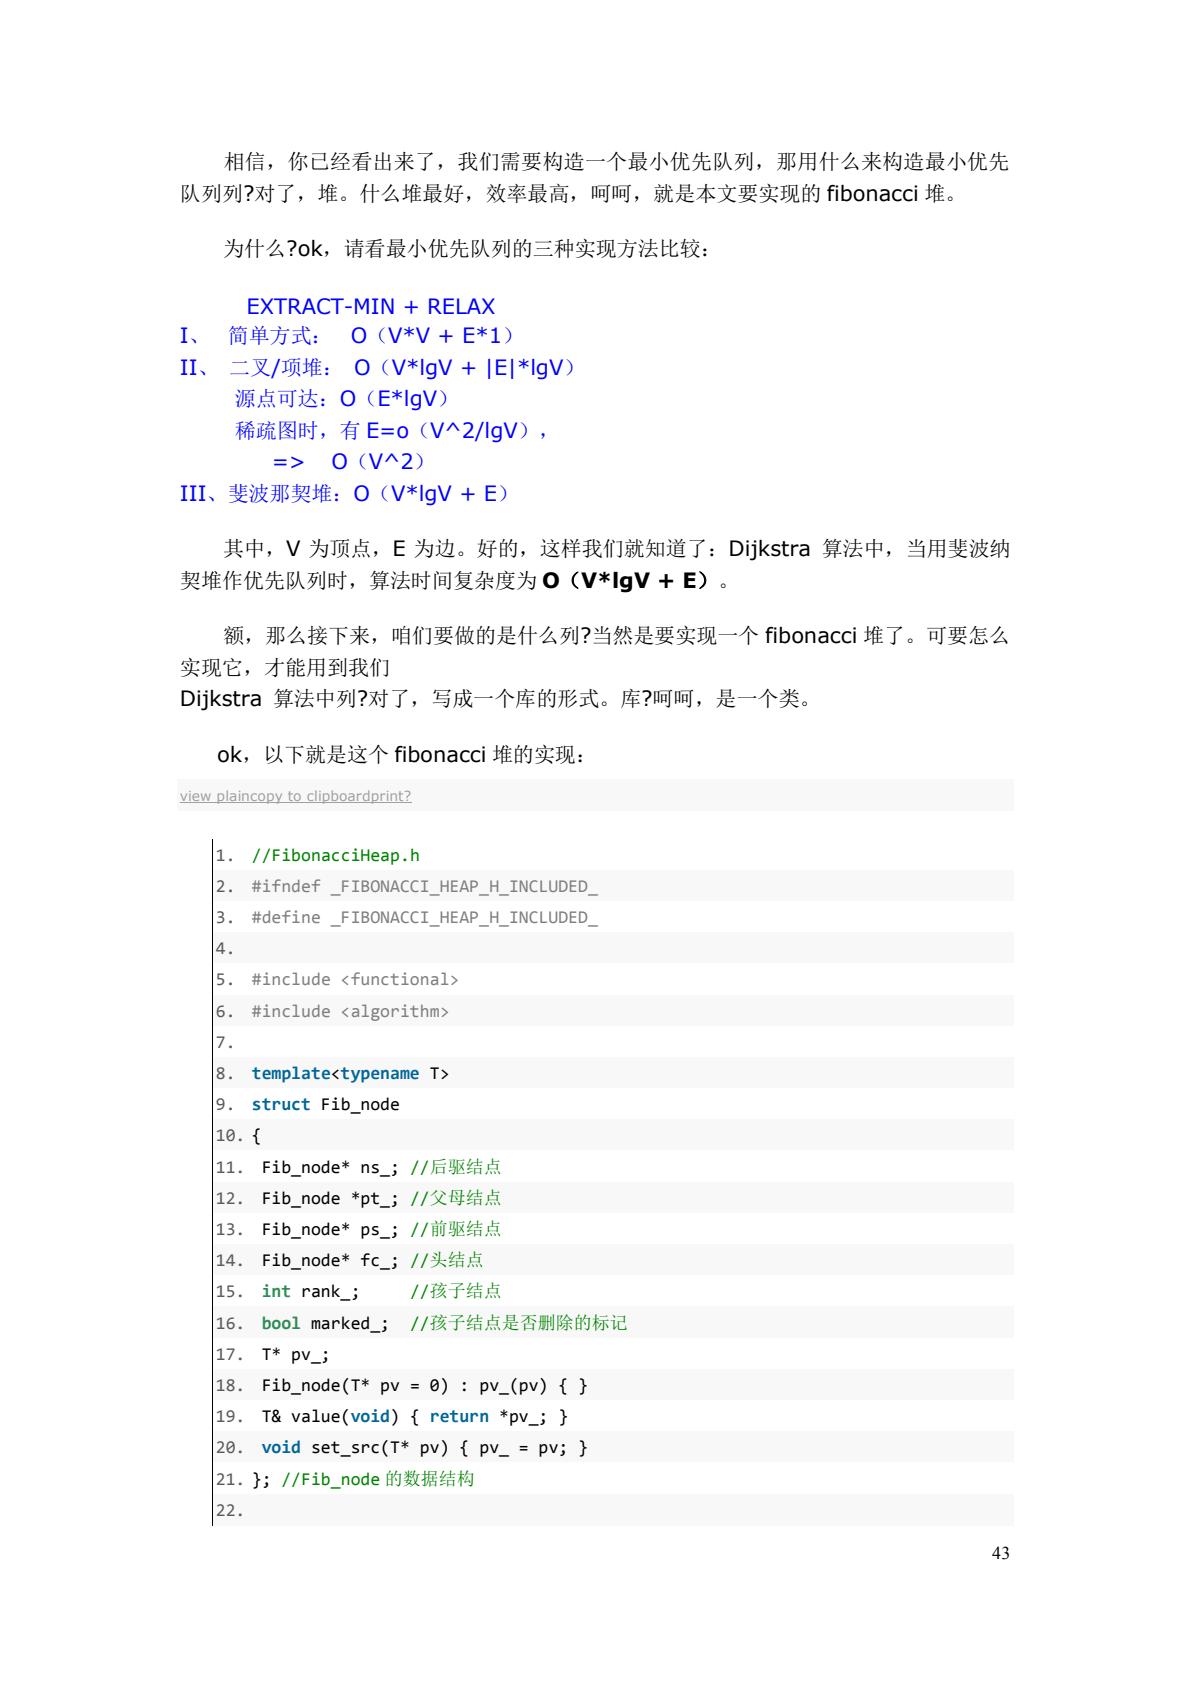 相信，你已经看出来了，我们需要构造一个最小优先队列，那用什么来构造最小优先
队列列?对了，堆。什么堆最好，效率最高，呵呵，就是本文要实现的 fibonacci 堆。
为什么?ok，请看最小优先队列的三种实现方法比较：
EXTRACT-MIN + RELAX
I、 简单方式： O（V*V + E*1）
II、 二叉/项堆： O（V*lgV + |E|*lgV）
源点可达：O（E*lgV）
稀疏图时，有 E=o（V^2/lgV），
=> O（V^2）
III、斐波那契堆：O（V*lgV + E）
其中，V 为顶点，E 为边。好的，这样我们就知道了：Dijkstra 算法中，当用斐波纳
契堆作优先队列时，算法时间复杂度为 O（V*lgV + E）。
额，那么接下来，咱们要做的是什么列?当然是要实现一个 fibonacci 堆了。可要怎么
实现它，才能用到我们
Dijkstra 算法中列?对了，写成一个库的形式。库?呵呵，是一个类。
ok，以下就是这个 fibonacci 堆的实现：
view plaincopy to clipboardprint?
1. //FibonacciHeap.h
2. #ifndef _FIBONACCI_HEAP_H_INCLUDED_
3. #define _FIBONACCI_HEAP_H_INCLUDED_
4.
5. #include <functional>
6. #include <algorithm>
7.
8. template<typename T>
9. struct Fib_node
10. {
11. Fib_node* ns_; //后驱结点
12. Fib_node *pt_; //父母结点
13. Fib_node* ps_; //前驱结点
14. Fib_node* fc_; //头结点
15. int rank_; //孩子结点
16. bool marked_; //孩子结点是否删除的标记
17. T* pv_;
18. Fib_node(T* pv = 0) : pv_(pv) { }
19. T& value(void) { return *pv_; }
20. void set_src(T* pv) { pv_ = pv; }
21. }; //Fib_node 的数据结构
22.
43